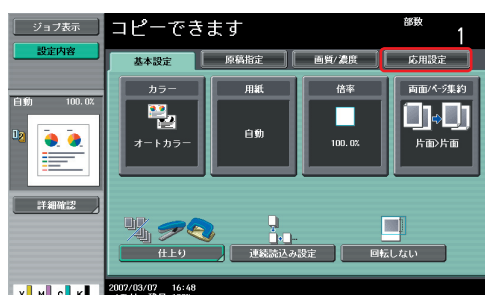 ジョブ表示
コピーできます
部数
1
設定内容
基本設定
原稿指定
画質/濃度
応用設定
自動 100.0%
カラー
用紙
倍率
両面/ページ集約
オートカラー
自動
100.0%
片面>片面
詳細確認
仕上り
連続読込み設定
回転しない
2007/03/07 16:48
Y M C K